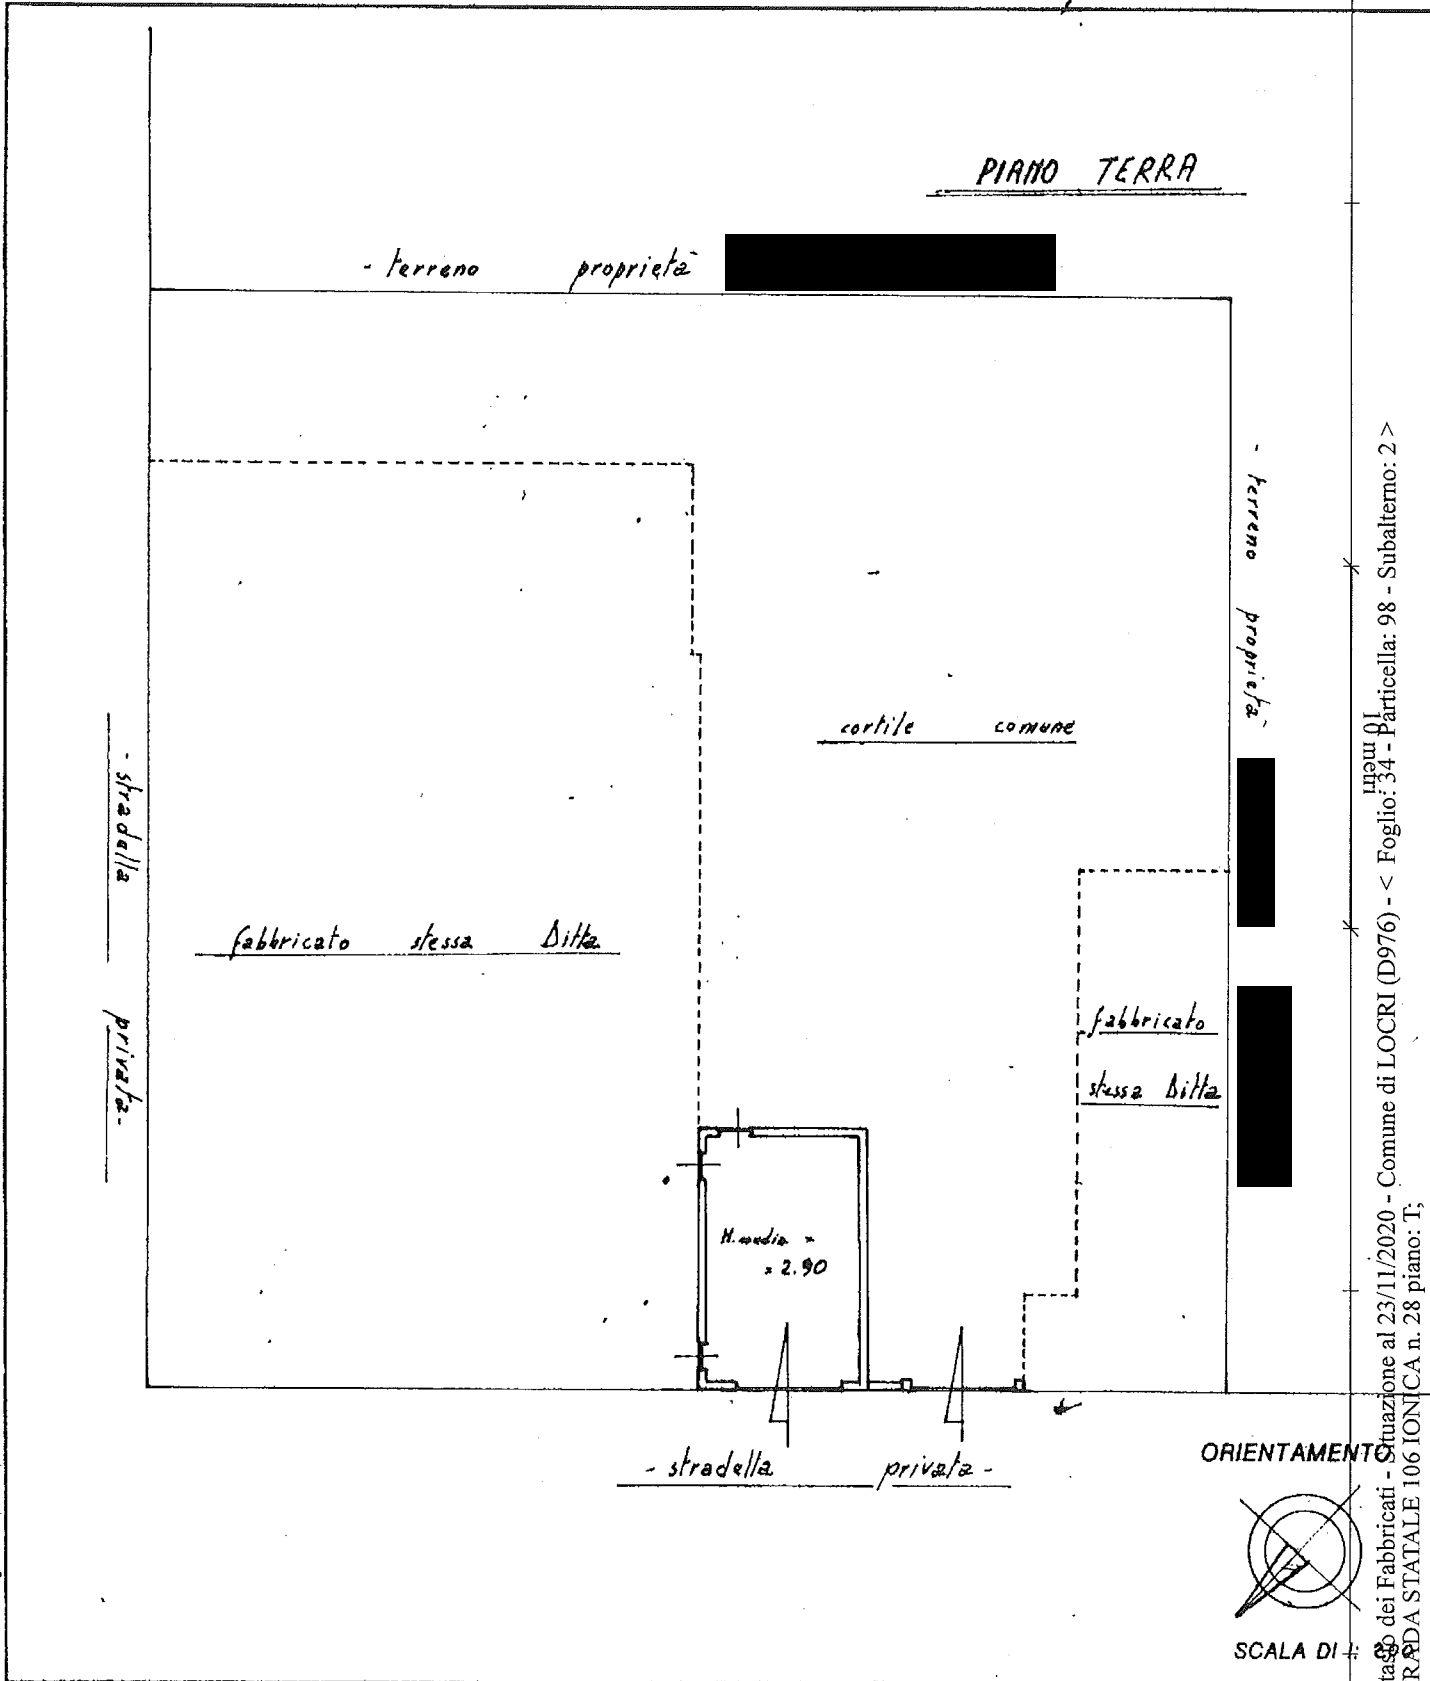 PIANO TERRA
- terreno proprietà
- terreno proprietà
cortile comune
- stradella privata -
fabbricato stessa Ditta
fabbricato
stessa Ditta
H. media =
= 2.90
- stradella privata -
ORIENTAMENTO
SCALA DI 1: 200
10 metri
tasto dei Fabbricati - Situazione al 23/11/2020 - Comune di LOCRI (D976) - < Foglio: 34 - Particella: 98 - Subalterno: 2 >
RADA STATALE 106 IONICA n. 28 piano: T;